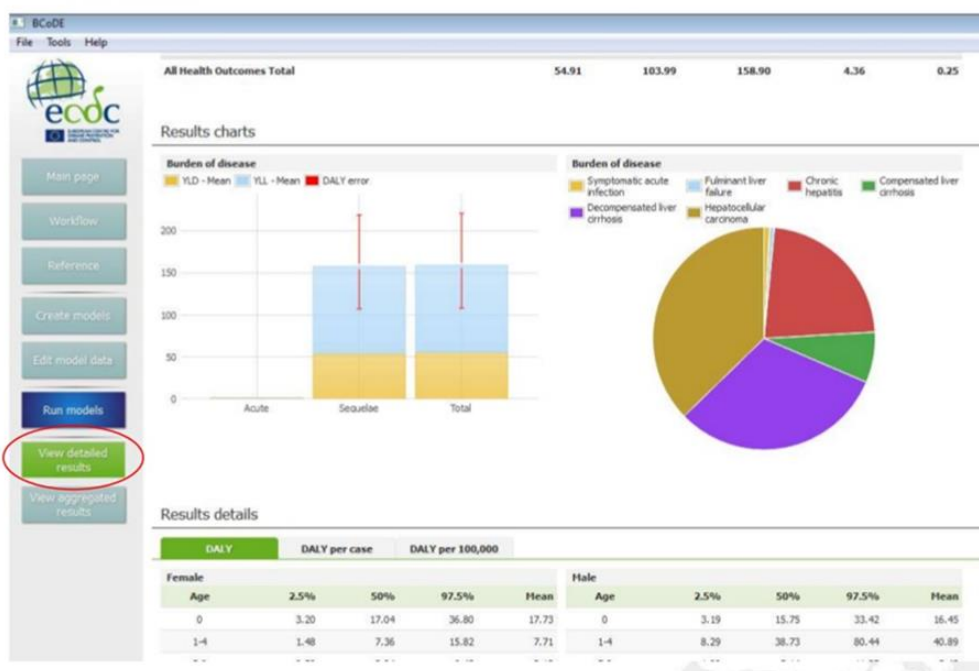 BCoDE
File Tools Help
ecdc
EUROPEAN CENTRE FOR
DISEASE PREVENTION
AND CONTROL
Main page
Workflow
Reference
Create models
Edit model data
Run models
View detailed
results
View aggregated
results
All Health Outcomes Total 54.91 103.99 158.90 4.36 0.25
Results charts
Burden of disease
YLD - Mean YLL - Mean DALY error
200
150
100
50
0
Acute Sequelae Total
Burden of disease
Symptomatic acute
infection
Fulminant liver
failure
Chronic
hepatitis
Compensated liver
cirrhosis
Decompensated liver
cirrhosis
Hepatocellular
carcinoma
Results details
DALY DALY per case DALY per 100,000
Female
Age 2.5% 50% 97.5% Mean
0 3.20 17.04 36.80 17.73
1-4 1.48 7.36 15.82 7.71
Male
Age 2.5% 50% 97.5% Mean
0 3.19 15.75 33.42 16.45
1-4 8.29 38.73 80.44 40.89